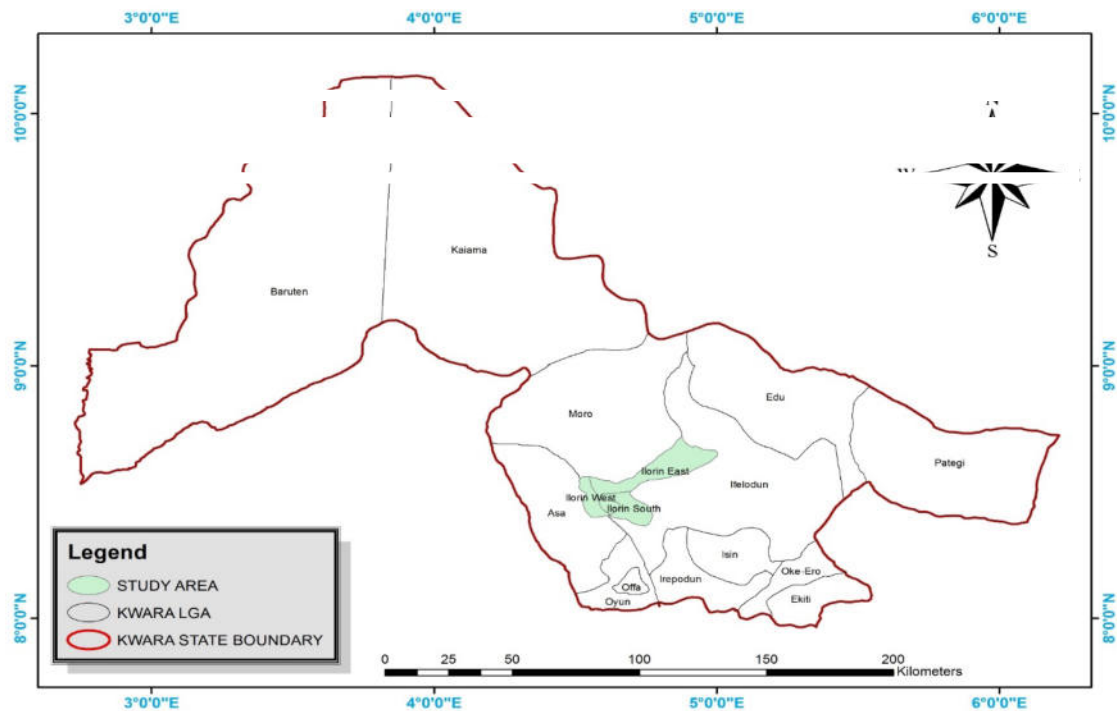 3°0'0"E 4°0'0"E 5°0'0"E 6°0'0"E
10°0'0"N 10°0'0"N
W
S
Kaiama
Baruten
9°0'0"N 9°0'0"N
Edu
Moro
Pategi
Ilorin East
Ifelodun
Ilorin West
Ilorin South
Asa
Isin
Oke-Ero
Irepodun
Offa
Ekiti
Oyun
8°0'0"N 8°0'0"N
Legend
STUDY AREA
KWARA LGA
KWARA STATE BOUNDARY
0 25 50 100 150 200
Kilometers
3°0'0"E 4°0'0"E 5°0'0"E 6°0'0"E